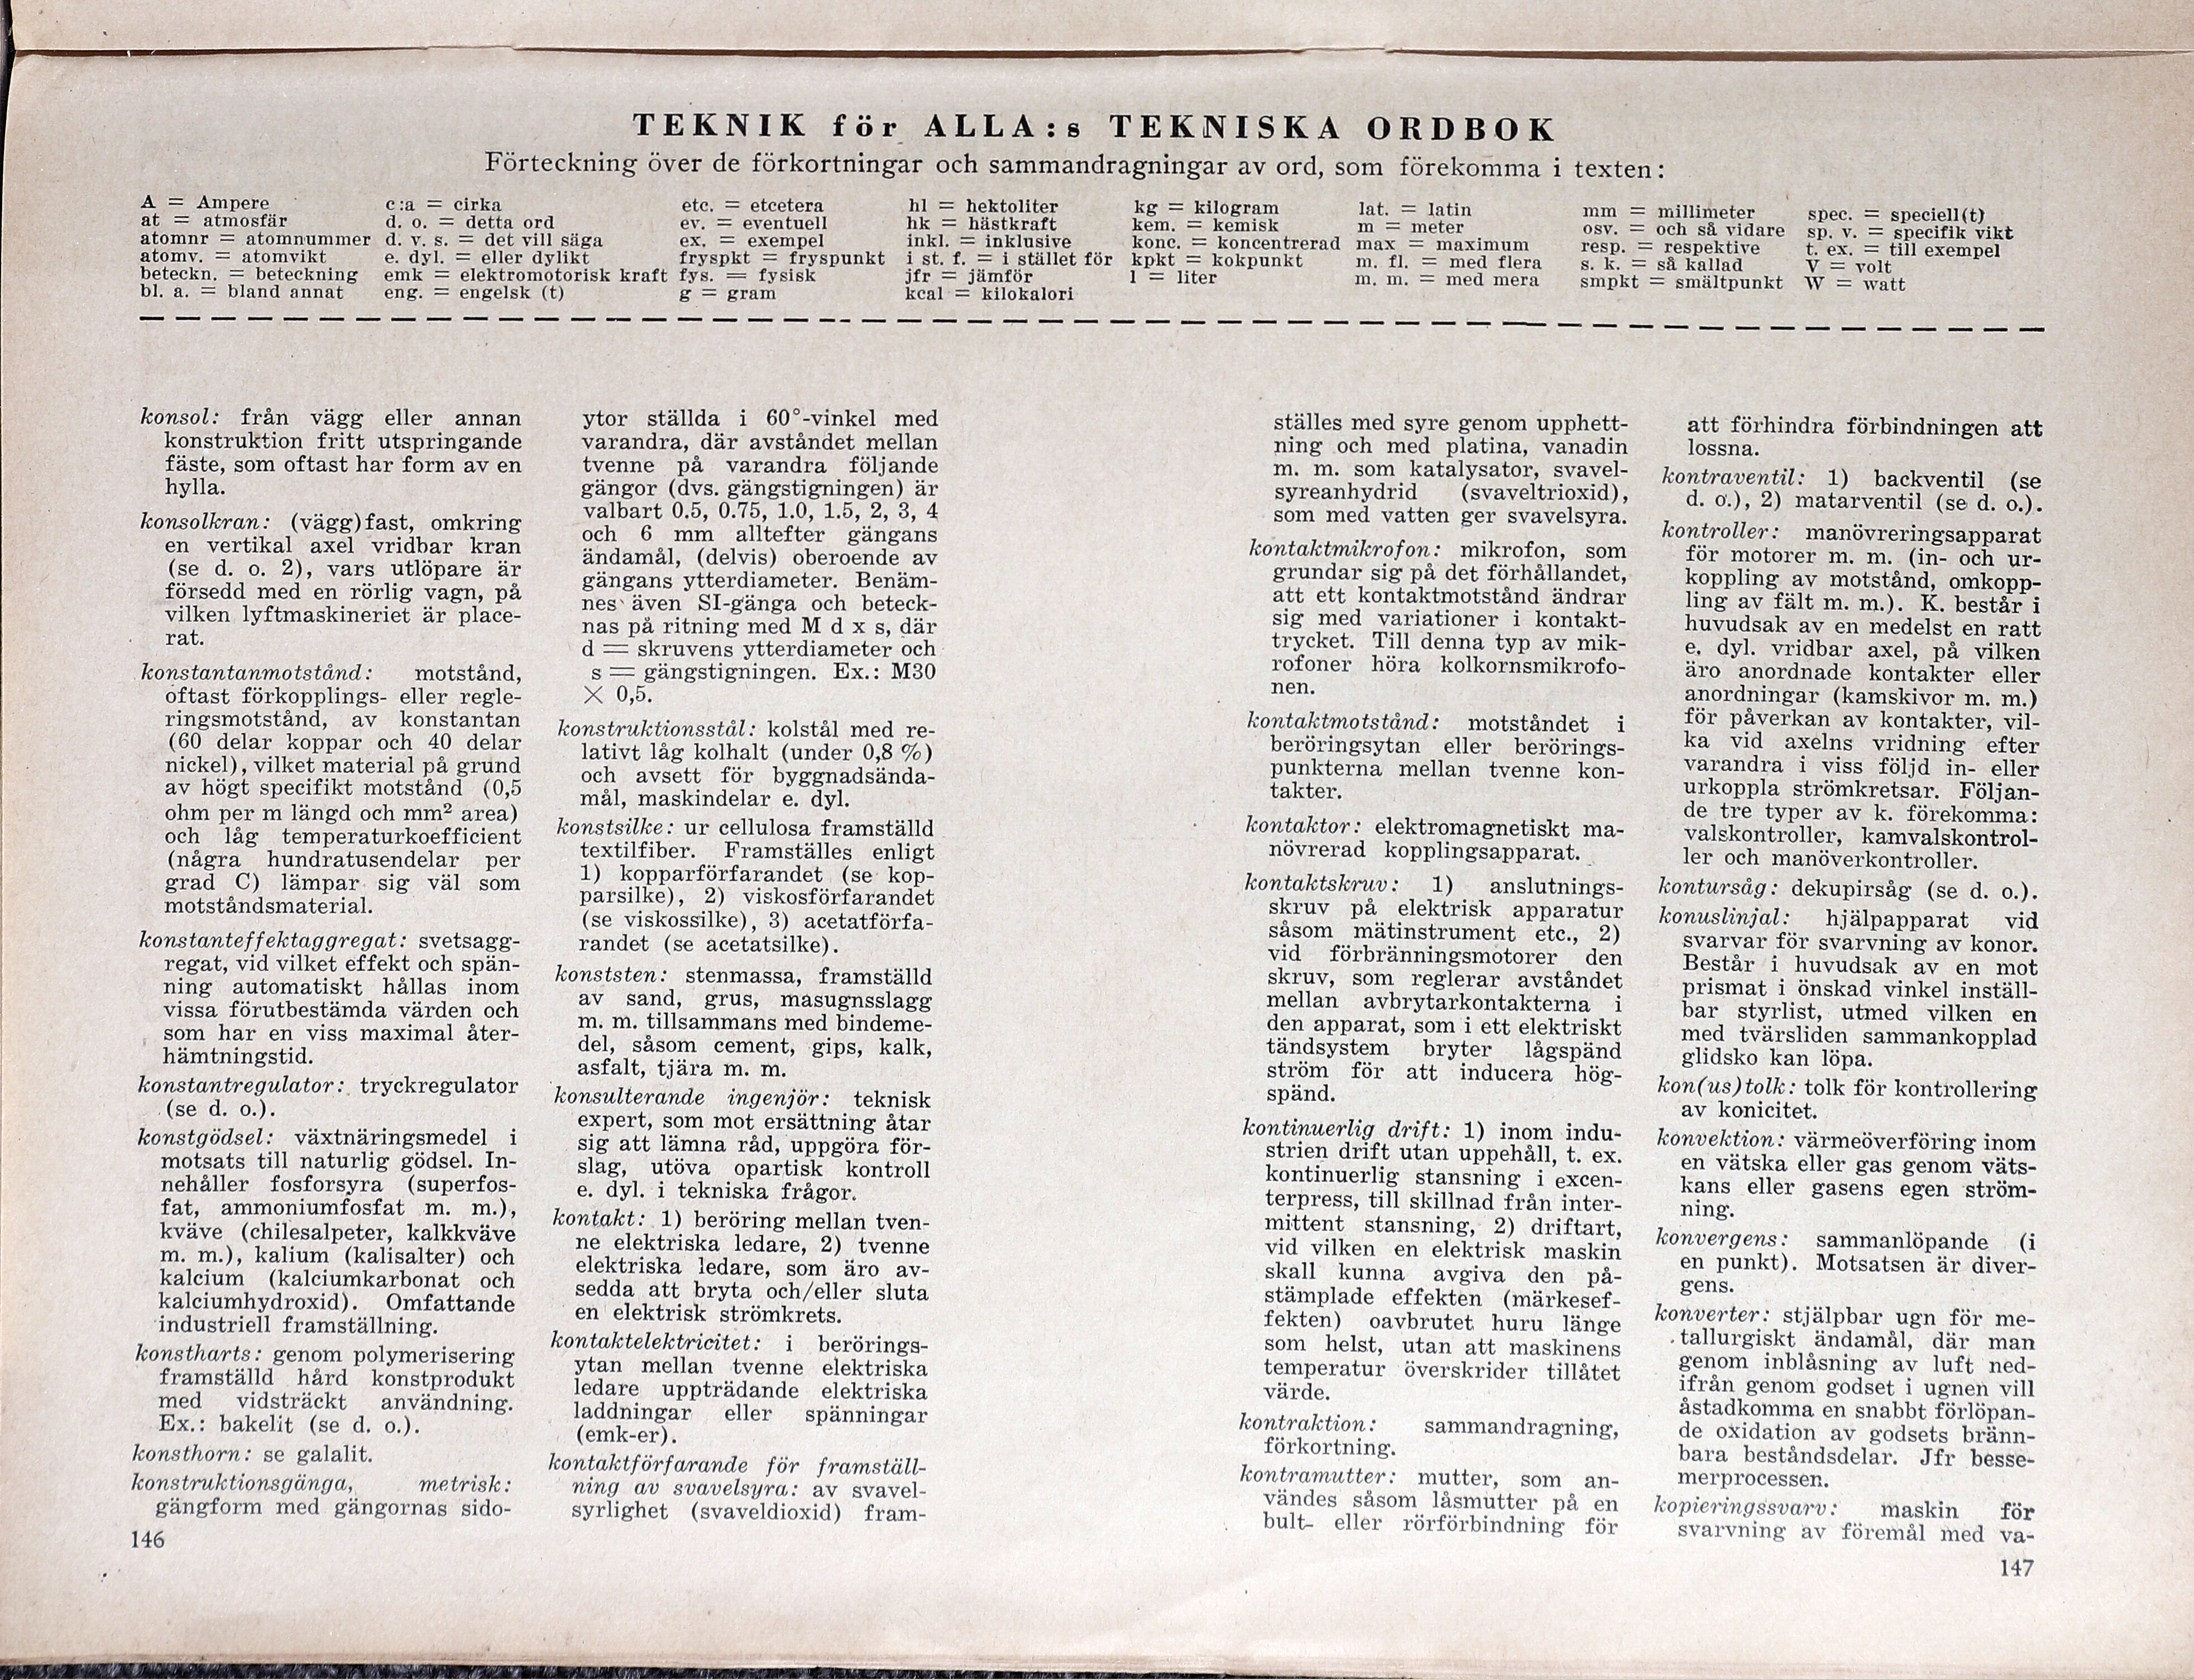 TEKNIK för ALLA:s TEKNISKA ORDBOK
Förteckning över de förkortningar och sammandragningar av ord, som förekomma i texten:
A = Ampere
at = atmosfär
atomnr = atomnummer
atomv. = atomvikt
beteckn. = beteckning
bl. a. = bland annat
c:a = cirka
d. o. = detta ord
d. v. s. = det vill säga
e. dyl. = eller dylikt
emk = elektromotorisk kraft
eng. = engelsk (t)
etc. = etcetera
ev. = eventuell
ex. = exempel
fryspkt = fryspunkt
fys. = fysisk
g = gram
hl = hektoliter
hk = hästkraft
inkl. = inklusive
i st. f. = i stället för
jfr = jämför
kcal = kilokalori
kg = kilogram
kem. = kemisk
konc. = koncentrerad
kpkt = kokpunkt
l = liter
lat. = latin
m = meter
max = maximum
m. fl. = med flera
m. m. = med mera
mm = millimeter
osv. = och så vidare
resp. = respektive
s. k. = så kallad
smpkt = smältpunkt
spec. = speciell(t)
sp. v. = specifik vikt
t. ex. = till exempel
V = volt
W = watt
konsol: från vägg eller annan
konstruktion fritt utspringande
fäste, som oftast har form av en
hylla.
konsolkran: (vägg)fast, omkring
en vertikal axel vridbar kran
(se d. o. 2), vars utlöpare är
försedd med en rörlig vagn, på
vilken lyftmaskineriet är place-
rat.
konstantanmotstånd: motstånd,
oftast förkopplings- eller regle-
ringsmotstånd, av konstantan
(60 delar koppar och 40 delar
nickel), vilket material på grund
av högt specifikt motstånd (0,5
ohm per m längd och mm² area)
och låg temperaturkoefficient
(några hundratusendelar per
grad C) lämpar sig väl som
motståndsmaterial.
konstanteffektaggregat: svetsagg-
regat, vid vilket effekt och spän-
ning automatiskt hållas inom
vissa förutbestämda värden och
som har en viss maximal åter-
hämtningstid.
konstantregulator: tryckregulator
(se d. o.).
konstgödsel: växtnäringsmedel i
motsats till naturlig gödsel. In-
nehåller fosforsyra (superfos-
fat, ammoniumfosfat m. m.),
kväve (chilesalpeter, kalkkväve
m. m.), kalium (kalisalter) och
kalcium (kalciumkarbonat och
kalciumhydroxid). Omfattande
industriell framställning.
konstharts: genom polymerisering
framställd hård konstprodukt
med vidsträckt användning.
Ex.: bakelit (se d. o.).
konsthorn: se galalit.
konstruktionsgänga, metrisk:
gängform med gängornas sido-
146
ytor ställda i 60°-vinkel med
varandra, där avståndet mellan
tvenne på varandra följande
gängor (dvs. gängstigningen) är
valbart 0.5, 0.75, 1.0, 1.5, 2, 3, 4
och 6 mm alltefter gängans
ändamål, (delvis) oberoende av
gängans ytterdiameter. Benäm-
nes även SI-gänga och beteck-
nas på ritning med M d x s, där
d = skruvens ytterdiameter och
s = gängstigningen. Ex.: M30
× 0,5.
konstruktionsstål: kolstål med re-
lativt låg kolhalt (under 0,8 %)
och avsett för byggnadsända-
mål, maskindelar e. dyl.
konstsilke: ur cellulosa framställd
textilfiber. Framställes enligt
1) kopparförfarandet (se kop-
parsilke), 2) viskosförfarandet
(se viskossilke), 3) acetatförfa-
randet (se acetatsilke).
konststen: stenmassa, framställd
av sand, grus, masugnsslagg
m. m. tillsammans med bindeme-
del, såsom cement, gips, kalk,
asfalt, tjära m. m.
konsulterande ingenjör: teknisk
expert, som mot ersättning åtar
sig att lämna råd, uppgöra för-
slag, utöva opartisk kontroll
e. dyl. i tekniska frågor.
kontakt: 1) beröring mellan tven-
ne elektriska ledare, 2) tvenne
elektriska ledare, som äro av-
sedda att bryta och/eller sluta
en elektrisk strömkrets.
kontaktelektricitet: i berörings-
ytan mellan tvenne elektriska
ledare uppträdande elektriska
laddningar eller spänningar
(emk-er).
kontaktförfarande för framställ-
ning av svavelsyra: av svavel-
syrlighet (svaveldioxid) fram-
ställes med syre genom upphett-
ning och med platina, vanadin
m. m. som katalysator, svavel-
syreanhydrid (svaveltrioxid),
som med vatten ger svavelsyra.
kontaktmikrofon: mikrofon, som
grundar sig på det förhållandet,
att ett kontaktmotstånd ändrar
sig med variationer i kontakt-
trycket. Till denna typ av mik-
rofoner höra kolkornsmikrofo-
nen.
kontaktmotstånd: motståndet i
beröringsytan eller berörings-
punkterna mellan tvenne kon-
takter.
kontaktor: elektromagnetiskt ma-
növrerad kopplingsapparat.
kontaktskruv: 1) anslutnings-
skruv på elektrisk apparatur
såsom mätinstrument etc., 2)
vid förbränningsmotorer den
skruv, som reglerar avståndet
mellan avbrytarkontakterna i
den apparat, som i ett elektriskt
tändsystem bryter lågspänd
ström för att inducera hög-
spänd.
kontinuerlig drift: 1) inom indu-
strien drift utan uppehåll, t. ex.
kontinuerlig stansning i excen-
terpress, till skillnad från inter-
mittent stansning, 2) driftart,
vid vilken en elektrisk maskin
skall kunna avgiva den på-
stämplade effekten (märkesef-
fekten) oavbrutet huru länge
som helst, utan att maskinens
temperatur överskrider tillåtet
värde.
kontraktion: sammandragning,
förkortning.
kontramutter: mutter, som an-
vändes såsom låsmutter på en
bult- eller rörförbindning för
att förhindra förbindningen att
lossna.
kontraventil: 1) backventil (se
d. o.), 2) matarventil (se d. o.).
kontroller: manövreringsapparat
för motorer m. m. (in- och ur-
koppling av motstånd, omkopp-
ling av fält m. m.). K. består i
huvudsak av en medelst en ratt
e. dyl. vridbar axel, på vilken
äro anordnade kontakter eller
anordningar (kamskivor m. m.)
för påverkan av kontakter, vil-
ka vid axelns vridning efter
varandra i viss följd in- eller
urkoppla strömkretsar. Följan-
de tre typer av k. förekomma:
valskontroller, kamvalskontrol-
ler och manöverkontroller.
kontursåg: dekupirsåg (se d. o.).
konuslinjal: hjälpapparat vid
svarvar för svarvning av konor.
Består i huvudsak av en mot
prismat i önskad vinkel inställ-
bar styrlist, utmed vilken en
med tvärsliden sammankopplad
glidsko kan löpa.
kon(us)tolk: tolk för kontrollering
av konicitet.
konvektion: värmeöverföring inom
en vätska eller gas genom väts-
kans eller gasens egen ström-
ning.
konvergens: sammanlöpande (i
en punkt). Motsatsen är diver-
gens.
konverter: stjälpbar ugn för me-
tallurgiskt ändamål, där man
genom inblåsning av luft ned-
ifrån genom godset i ugnen vill
åstadkomma en snabbt förlöpan-
de oxidation av godsets bränn-
bara beståndsdelar. Jfr besse-
merprocessen.
kopieringssvarv: maskin för
svarvning av föremål med va-
147